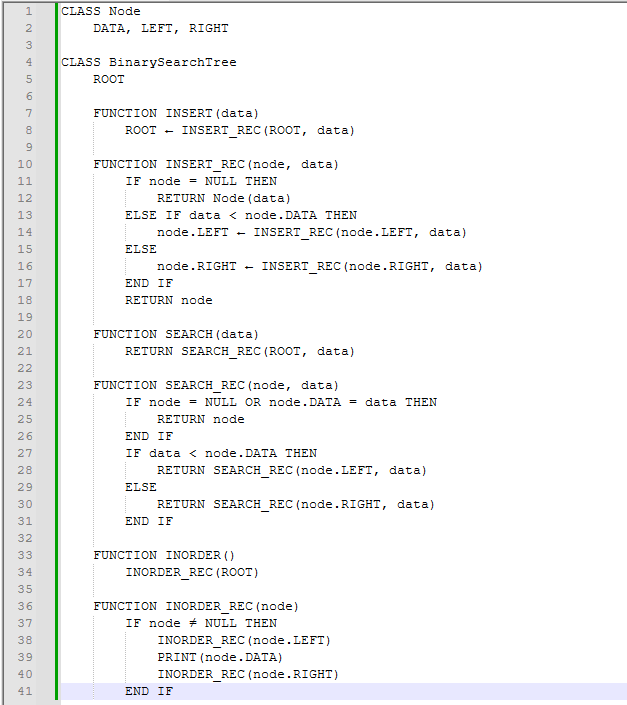 1 CLASS Node
2     DATA, LEFT, RIGHT
3
4 CLASS BinarySearchTree
5     ROOT
6
7     FUNCTION INSERT(data)
8         ROOT ← INSERT_REC(ROOT, data)
9
10     FUNCTION INSERT_REC(node, data)
11         IF node = NULL THEN
12             RETURN Node(data)
13         ELSE IF data < node.DATA THEN
14             node.LEFT ← INSERT_REC(node.LEFT, data)
15         ELSE
16             node.RIGHT ← INSERT_REC(node.RIGHT, data)
17         END IF
18         RETURN node
19
20     FUNCTION SEARCH(data)
21         RETURN SEARCH_REC(ROOT, data)
22
23     FUNCTION SEARCH_REC(node, data)
24         IF node = NULL OR node.DATA = data THEN
25             RETURN node
26         END IF
27         IF data < node.DATA THEN
28             RETURN SEARCH_REC(node.LEFT, data)
29         ELSE
30             RETURN SEARCH_REC(node.RIGHT, data)
31         END IF
32
33     FUNCTION INORDER()
34         INORDER_REC(ROOT)
35
36     FUNCTION INORDER_REC(node)
37         IF node ≠ NULL THEN
38             INORDER_REC(node.LEFT)
39             PRINT(node.DATA)
40             INORDER_REC(node.RIGHT)
41         END IF